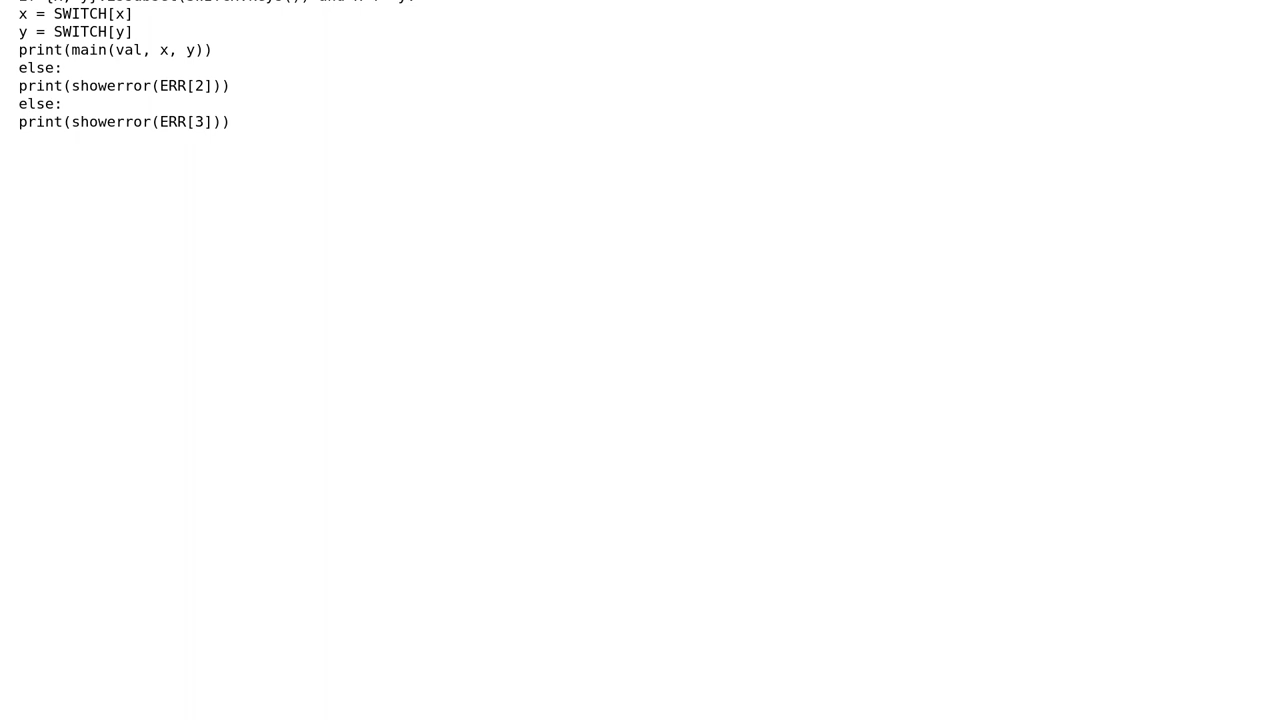 x = SWITCH[x]
y = SWITCH[y]
print(main(val, x, y))
else:
print(showerror(ERR[2]))
else:
print(showerror(ERR[3]))